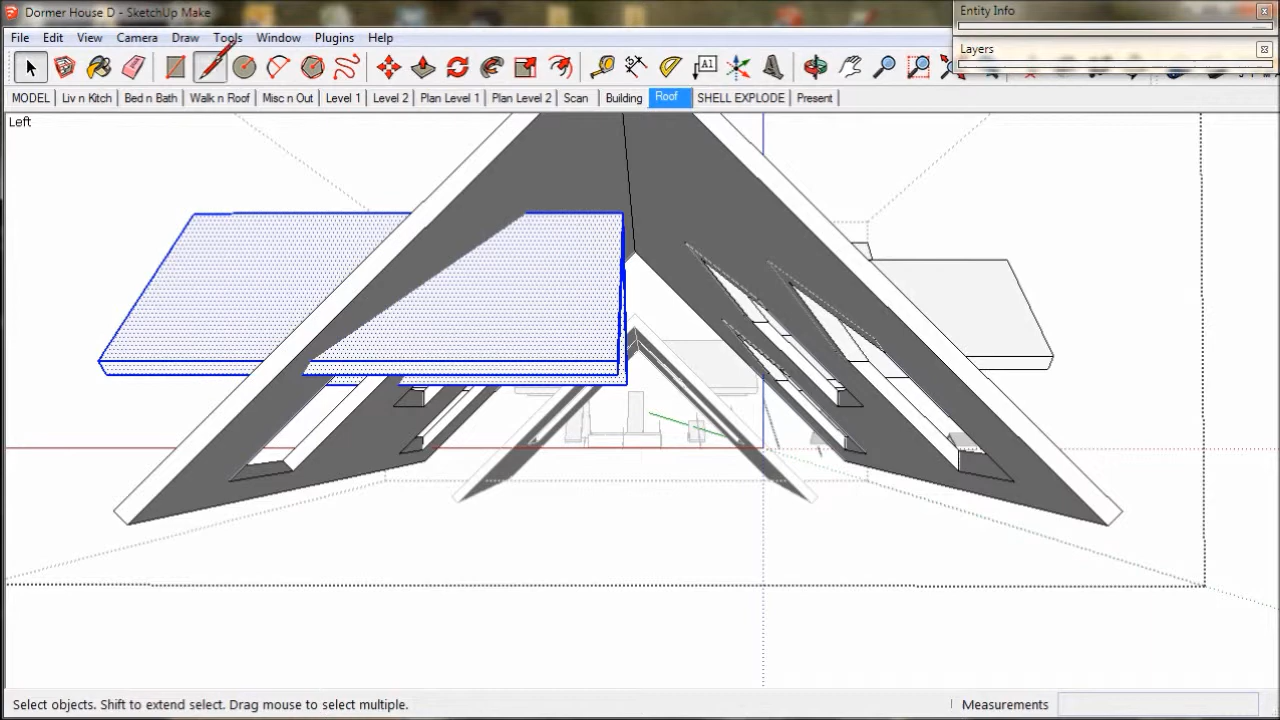 Dormer House D - SketchUp Make
Entity Info
File Edit View Camera Draw Tools Window Plugins Help
Layers
A1
MODEL Liv n Kitch Bed n Bath Walk n Roof Misc n Out Level 1 Level 2 Plan Level 1 Plan Level 2 Scan Building Roof SHELL EXPLODE Present
Left
Select objects. Shift to extend select. Drag mouse to select multiple.
Measurements